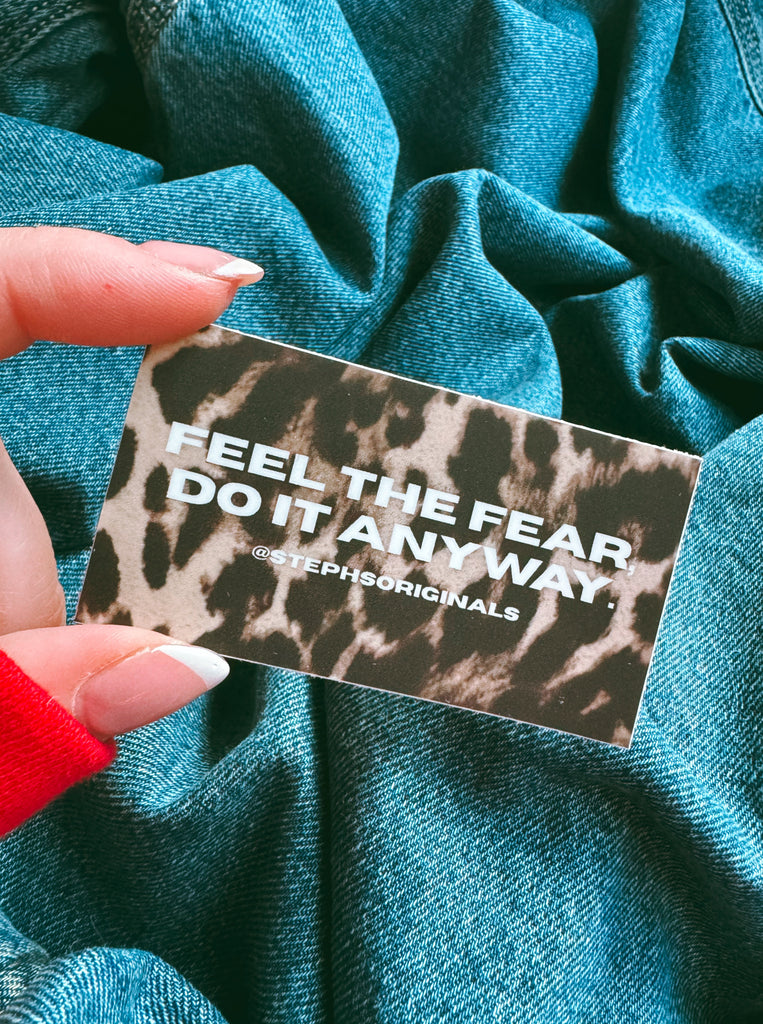 FEEL THE FEAR,
DO IT ANYWAY.
@STEPHSORIGINALS